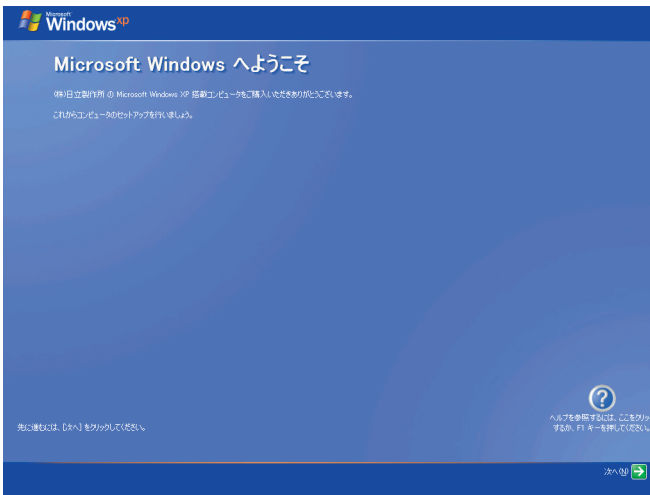 Microsoft
Windows xp
Microsoft Windows へようこそ
(株)日立製作所 の Microsoft Windows XP 搭載コンピュータをご購入いただきありがとうございます。
これからコンピュータのセットアップを行いましょう。
ヘルプを参照するには、ここをクリッ
するか、F1 キーを押してください。
先に進むには、[次へ] をクリックしてください。
次へ(N)